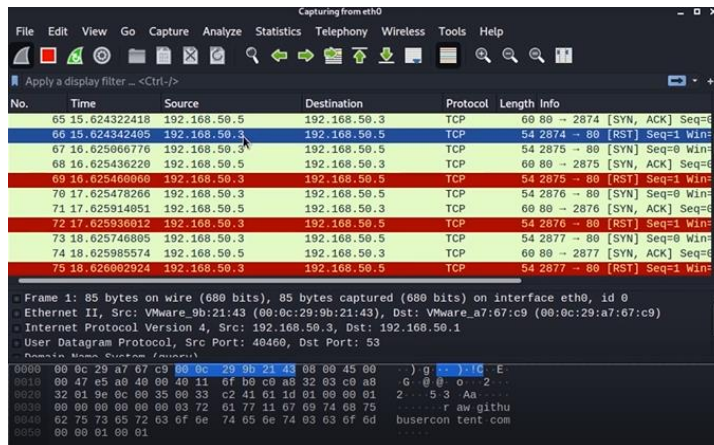 Capturing from eth0
File Edit View Go Capture Analyze Statistics Telephony Wireless Tools Help
Apply a display filter ... <Ctrl-/>
No. Time Source Destination Protocol Length Info
65 15.624322418 192.168.50.5 192.168.50.3 TCP 60 80 → 2874 [SYN, ACK] Seq=0
66 15.624342405 192.168.50.3 192.168.50.5 TCP 54 2874 → 80 [RST] Seq=1 Win=
67 16.625066776 192.168.50.3 192.168.50.5 TCP 54 2875 → 80 [SYN] Seq=0 Win=
68 16.625436220 192.168.50.5 192.168.50.3 TCP 60 80 → 2875 [SYN, ACK] Seq=0
69 16.625460060 192.168.50.3 192.168.50.5 TCP 54 2875 → 80 [RST] Seq=1 Win=
70 17.625478266 192.168.50.3 192.168.50.5 TCP 54 2876 → 80 [SYN] Seq=0 Win=
71 17.625914051 192.168.50.5 192.168.50.3 TCP 60 80 → 2876 [SYN, ACK] Seq=0
72 17.625936012 192.168.50.3 192.168.50.5 TCP 54 2876 → 80 [RST] Seq=1 Win=
73 18.625746805 192.168.50.3 192.168.50.5 TCP 54 2877 → 80 [SYN] Seq=0 Win=
74 18.625985574 192.168.50.5 192.168.50.3 TCP 60 80 → 2877 [SYN, ACK] Seq=0
75 18.626002924 192.168.50.3 192.168.50.5 TCP 54 2877 → 80 [RST] Seq=1 Win=
Frame 1: 85 bytes on wire (680 bits), 85 bytes captured (680 bits) on interface eth0, id 0
Ethernet II, Src: VMware_9b:21:43 (00:0c:29:9b:21:43), Dst: VMware_a7:67:c9 (00:0c:29:a7:67:c9)
Internet Protocol Version 4, Src: 192.168.50.3, Dst: 192.168.50.1
User Datagram Protocol, Src Port: 40460, Dst Port: 53
Domain Name System (query)
0000 00 0c 29 a7 67 c9 00 0c 29 9b 21 43 08 00 45 00 ··)·g··· )·!C··E·
0010 00 47 e5 a0 40 00 40 11 6f b0 c0 a8 32 03 c0 a8 ·G··@·@· o···2···
0020 32 01 9e 0c 00 35 00 33 c2 41 61 1d 01 00 00 01 2····5·3 ·Aa·····
0030 00 00 00 00 00 00 03 72 61 77 11 67 69 74 68 75 ·······r aw·githu
0040 62 75 73 65 72 63 6f 6e 74 65 6e 74 03 63 6f 6d busercon tent·com
0050 00 00 01 00 01 ·····